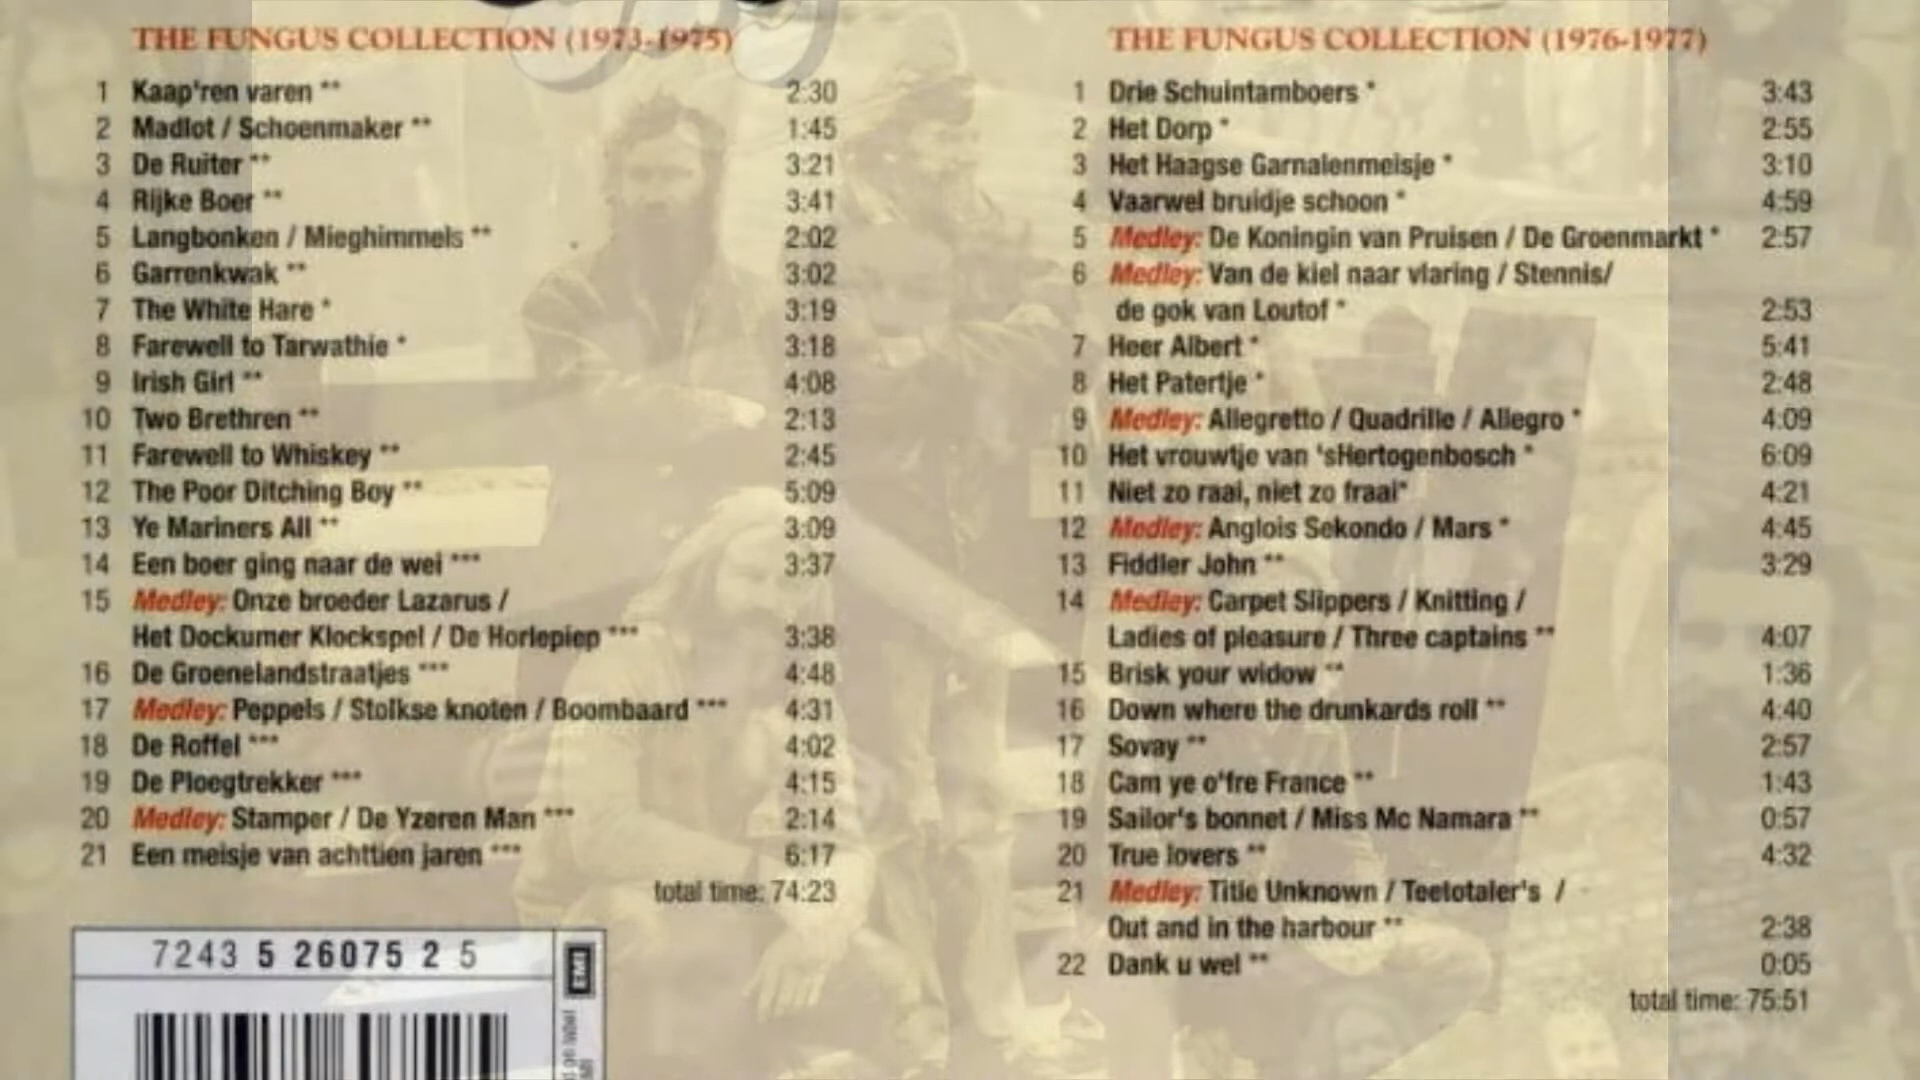 THE FUNGUS COLLECTION (1973-1975)
1 Kaap'ren varen ** 2:30
2 Madlot / Schoenmaker ** 1:45
3 De Ruiter ** 3:21
4 Rijke Boer ** 3:41
5 Langbonken / Mieghimmels ** 2:02
6 Garrenkwak ** 3:02
7 The White Hare * 3:19
8 Farewell to Tarwathie * 3:18
9 Irish Girl ** 4:08
10 Two Brethren ** 2:13
11 Farewell to Whiskey ** 2:45
12 The Poor Ditching Boy ** 5:09
13 Ye Mariners All ** 3:09
14 Een boer ging naar de wei *** 3:37
15 Medley: Onze broeder Lazarus /
Het Dockumer Klockspel / De Horlepiep *** 3:38
16 De Groenelandstraatjes *** 4:48
17 Medley: Peppels / Stolkse knoten / Boombaard *** 4:31
18 De Roffel *** 4:02
19 De Ploegtrekker *** 4:15
20 Medley: Stamper / De Yzeren Man *** 2:14
21 Een meisje van achttien jaren *** 6:17
total time: 74:23
7243 5 26075 2 5
EMI
THE FUNGUS COLLECTION (1976-1977)
1 Drie Schuintamboers * 3:43
2 Het Dorp * 2:55
3 Het Haagse Garnalenmeisje * 3:10
4 Vaarwel bruidje schoon * 4:59
5 Medley: De Koningin van Pruisen / De Groenmarkt * 2:57
6 Medley: Van de kiel naar vlaring / Stennis/
de gok van Loutof * 2:53
7 Heer Albert * 5:41
8 Het Patertje * 2:48
9 Medley: Allegretto / Quadrille / Allegro * 4:09
10 Het vrouwtje van 'sHertogenbosch * 6:09
11 Niet zo raai, niet zo fraai* 4:21
12 Medley: Anglois Sekondo / Mars * 4:45
13 Fiddler John ** 3:29
14 Medley: Carpet Slippers / Knitting /
Ladies of pleasure / Three captains ** 4:07
15 Brisk your widow ** 1:36
16 Down where the drunkards roll ** 4:40
17 Sovay ** 2:57
18 Cam ye o'fre France ** 1:43
19 Sailor's bonnet / Miss Mc Namara ** 0:57
20 True lovers ** 4:32
21 Medley: Title Unknown / Teetotaler's /
Out and in the harbour ** 2:38
22 Dank u wel ** 0:05
total time: 75:51